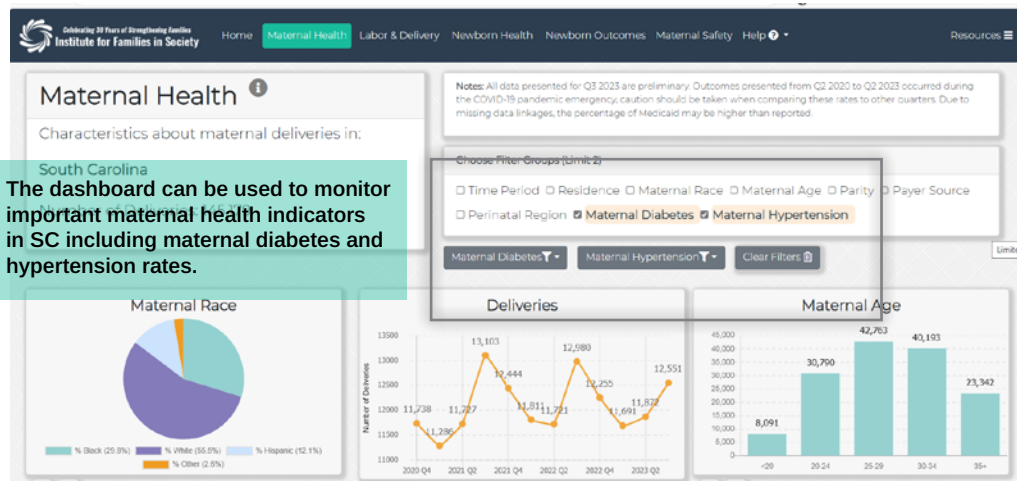 Celebrating 30 Years of Strengthening Families
Institute for Families in Society
Home Maternal Health Labor & Delivery Newborn Health Newborn Outcomes Maternal Safety Help Resources
Maternal Health
Characteristics about maternal deliveries in:
South Carolina
Number of Deliveries:
The dashboard can be used to monitor
important maternal health indicators
in SC including maternal diabetes and
hypertension rates.
Notes: All data presented for Q3 2023 are preliminary. Outcomes presented from Q2 2020 to Q2 2023 occurred during
the COVID-19 pandemic emergency, caution should be taken when comparing these rates to other quarters. Due to
missing data linkages, the percentage of Medicaid may be higher than reported.
Choose Filter Groups (Limit 2)
Time Period Residence Maternal Race Maternal Age Parity Payer Source
Perinatal Region Maternal Diabetes Maternal Hypertension
Maternal Diabetes Maternal Hypertension Clear Filters
Limite
Maternal Race
% Black (29.8%) % White (55.5%) % Hispanic (12.1%)
% Other (2.6%)
Deliveries
Number of Deliveries
13500
13000
12500
12000
11500
11000
11,738
11,286
11,727
13,103
12,444
11,811
11,721
12,980
12,255
11,691
11,872
12,551
2020 Q4 2021 Q2 2021 Q4 2022 Q2 2022 Q4 2023 Q2
Maternal Age
45,000
40,000
35,000
30,000
25,000
20,000
15,000
10,000
5,000
0
8,091
30,790
42,763
40,193
23,342
<20 20-24 25-29 30-34 35+